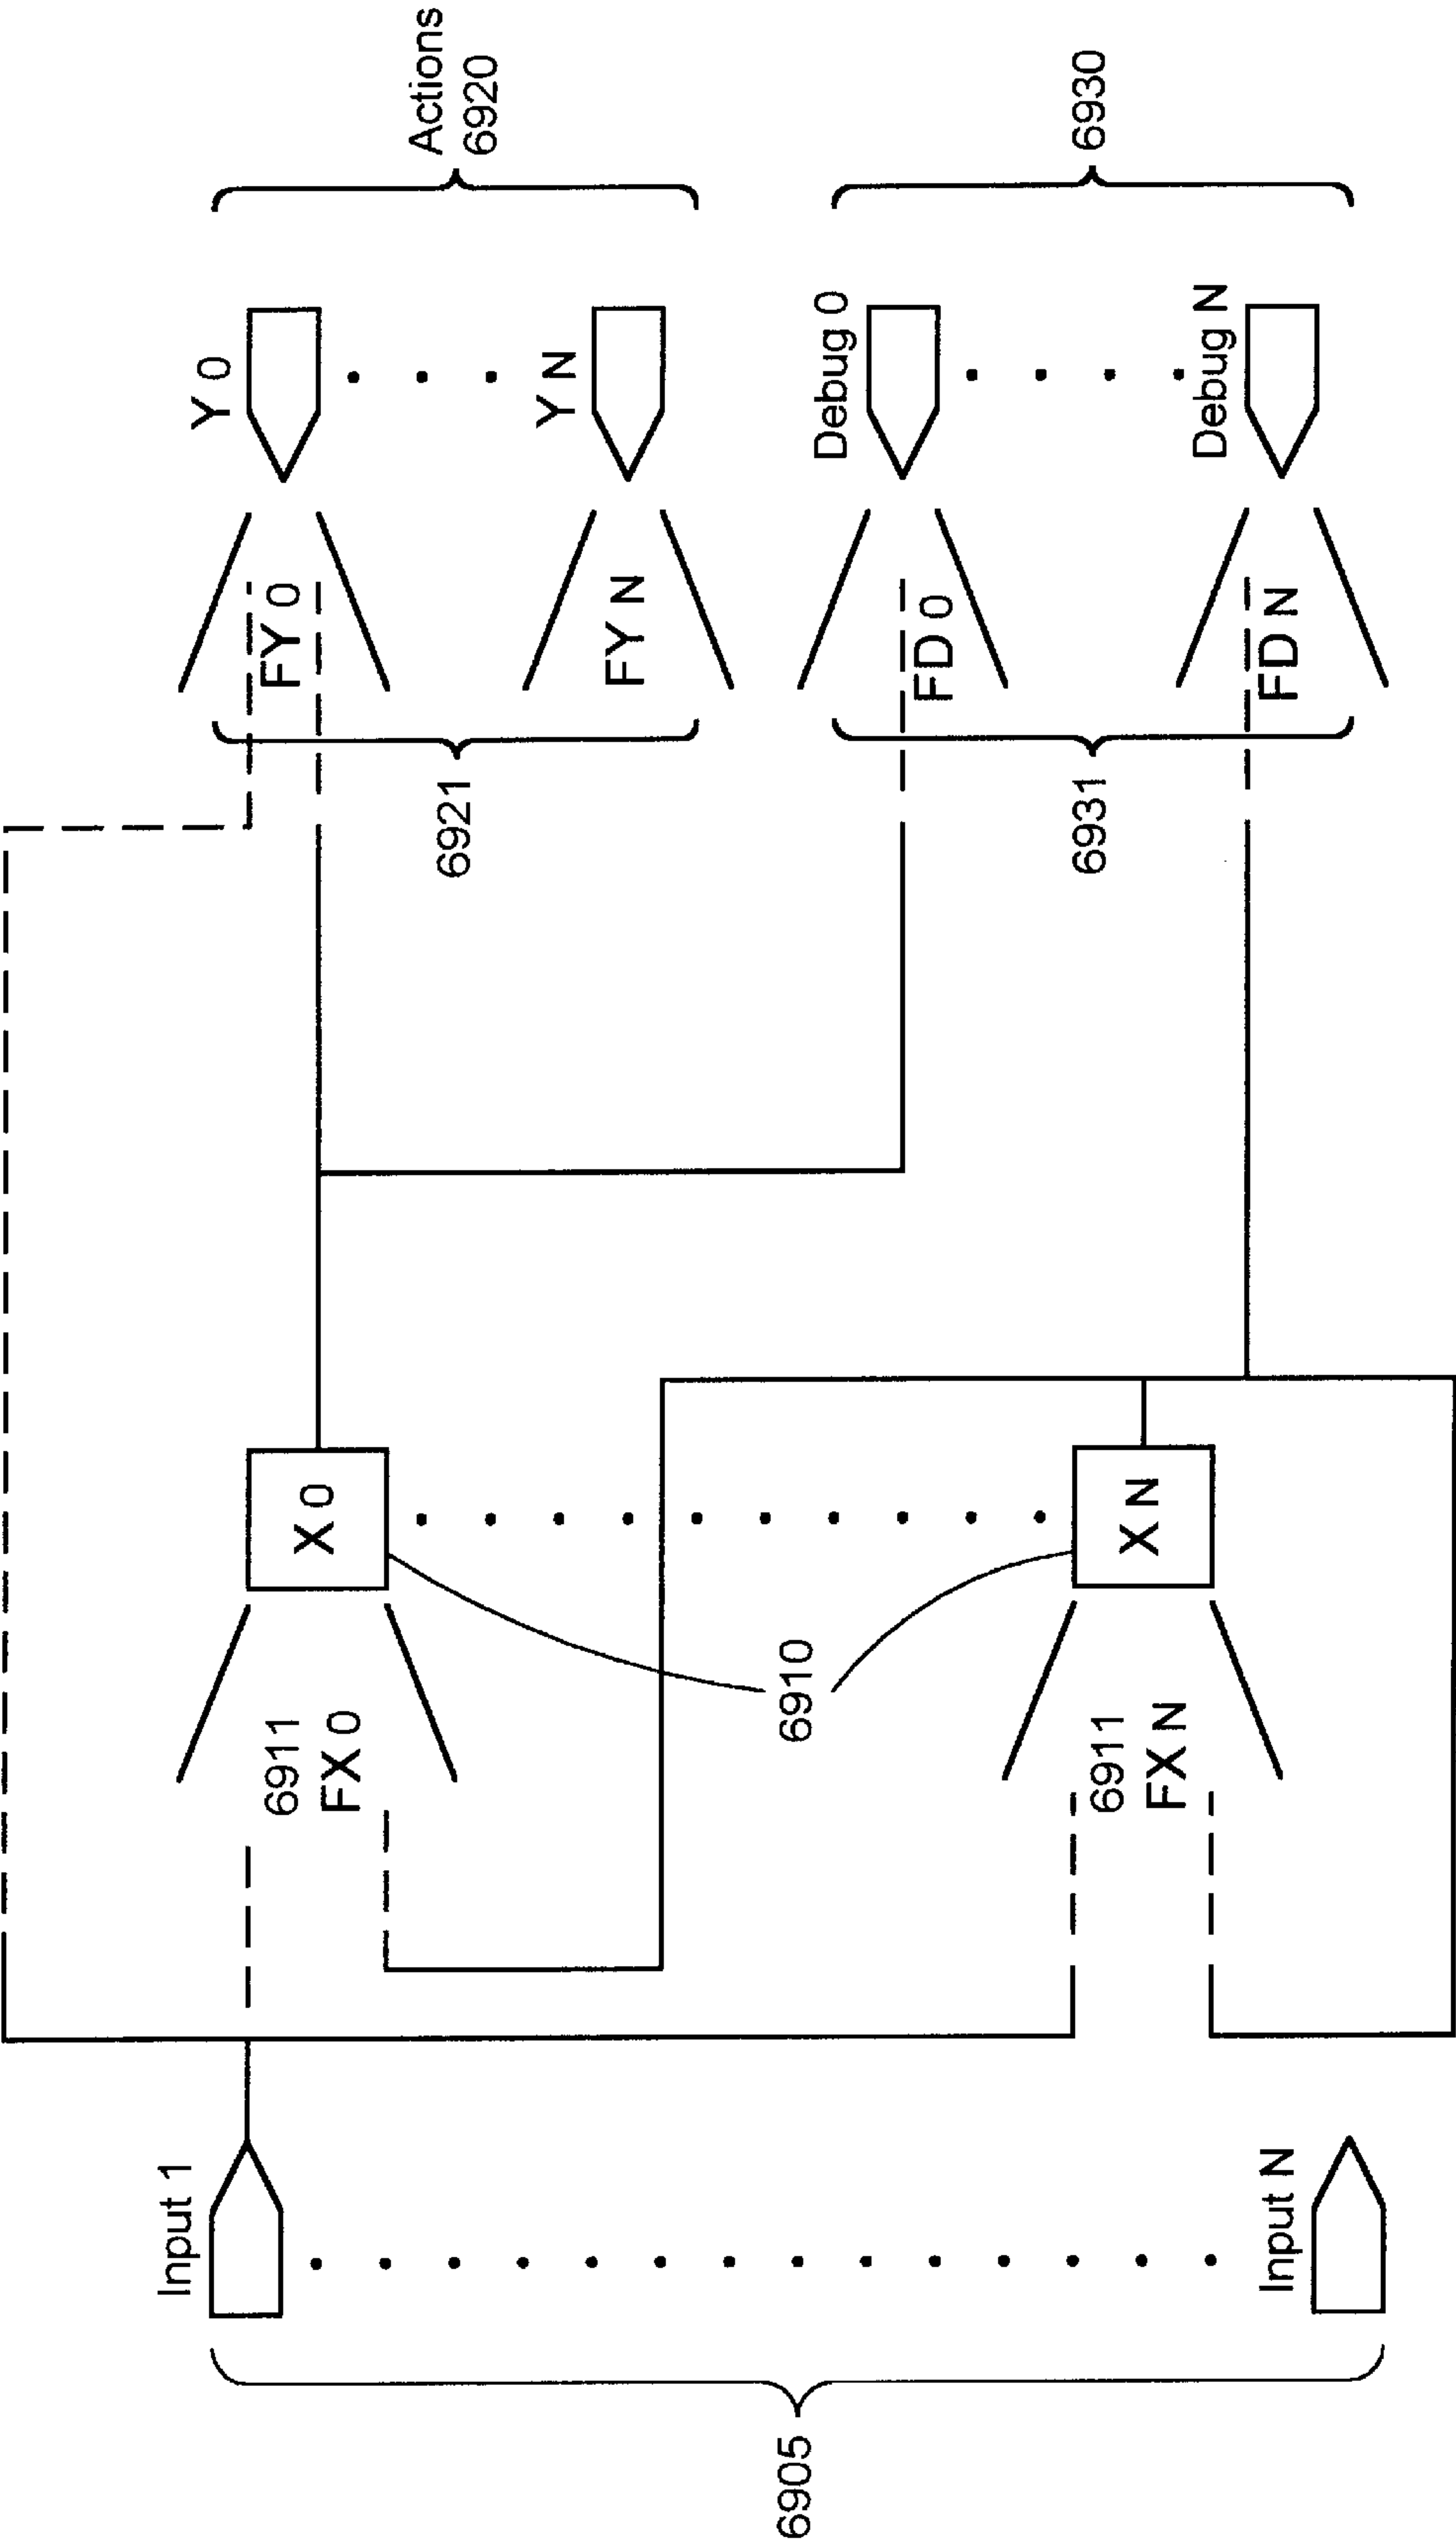 Input 1
Input N
6905
6911
FX 0
X 0
6910
6911
FX N
X N
6921
FY 0
FY N
Y 0
Y N
Actions
6920
6931
FD 0
FD N
Debug 0
Debug N
6930